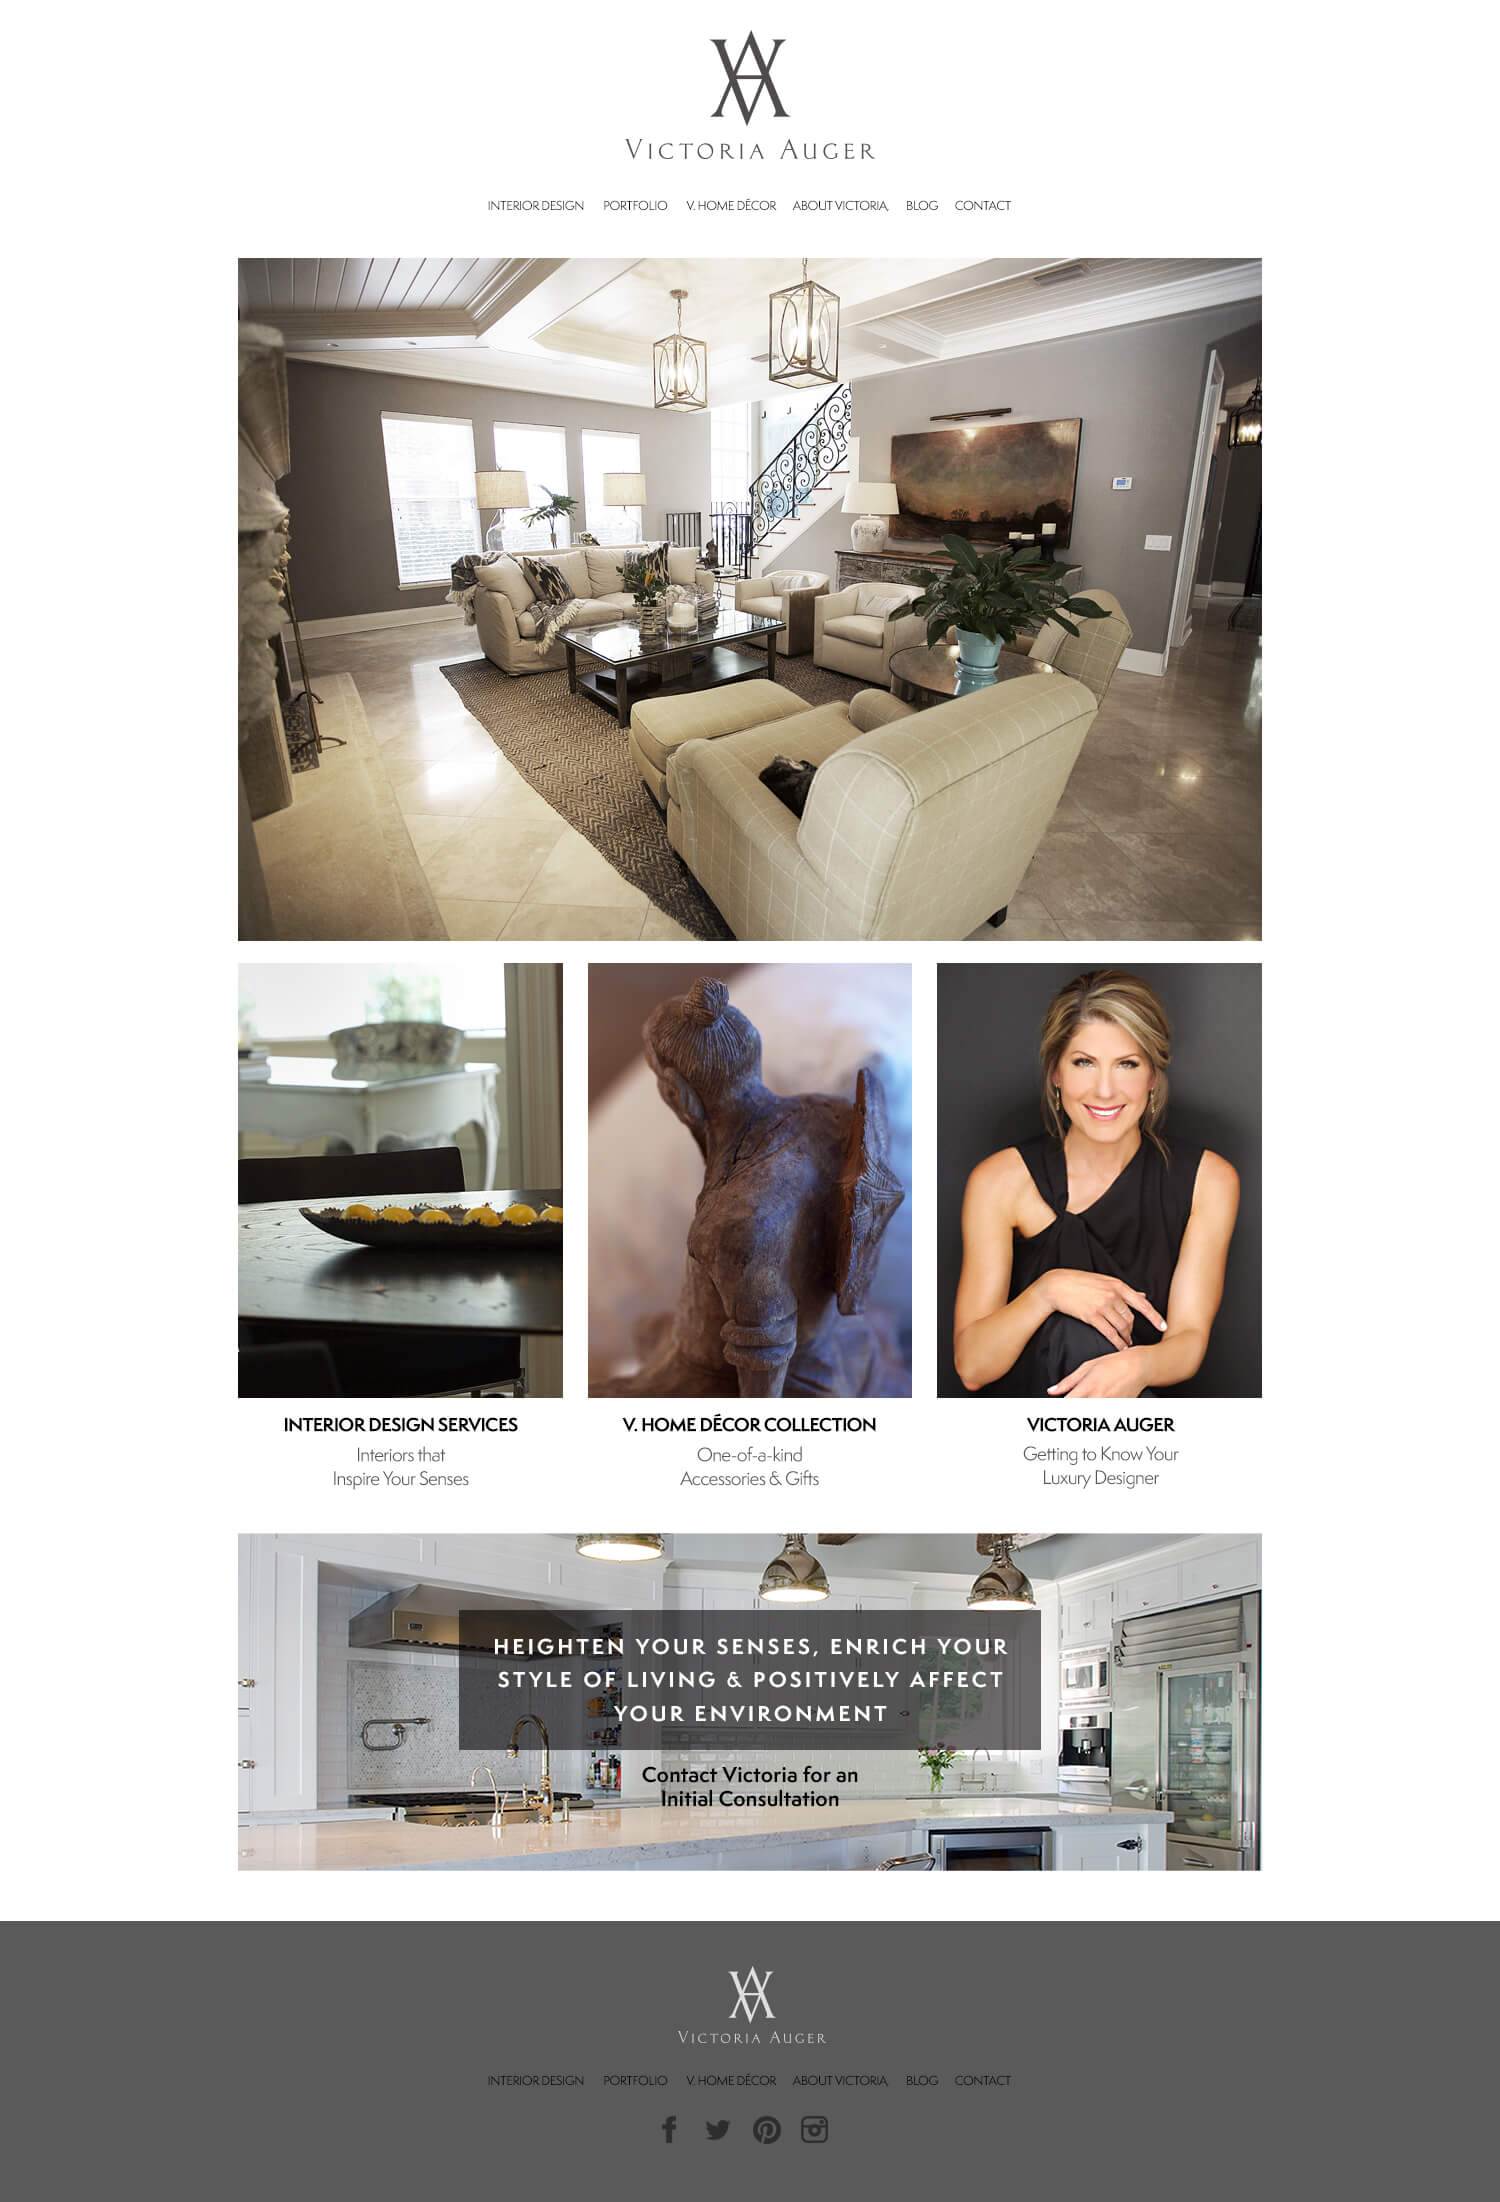 VICTORIA AUGER
INTERIOR DESIGN PORTFOLIO V. HOME DÉCOR ABOUT VICTORIA, BLOG CONTACT
INTERIOR DESIGN SERVICES
Interiors that
Inspire Your Senses
V. HOME DÉCOR COLLECTION
One-of-a-kind
Accessories & Gifts
VICTORIA AUGER
Getting to Know Your
Luxury Designer
HEIGHTEN YOUR SENSES, ENRICH YOUR
STYLE OF LIVING & POSITIVELY AFFECT
YOUR ENVIRONMENT
Contact Victoria for an
Initial Consultation
VICTORIA AUGER
INTERIOR DESIGN PORTFOLIO V. HOME DÉCOR ABOUT VICTORIA, BLOG CONTACT